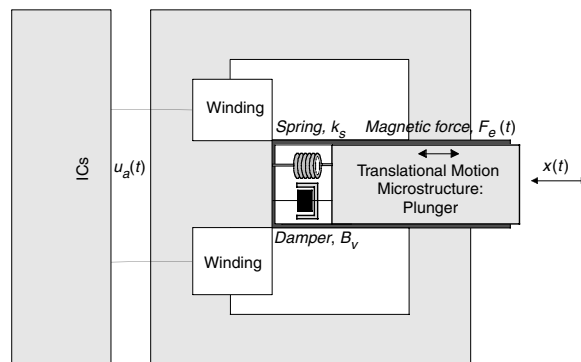 Winding
Spring, k_s
Magnetic force, F_e (t)
ICs
u_a(t)
Translational Motion
Microstructure:
Plunger
x(t)
Damper, B_v
Winding